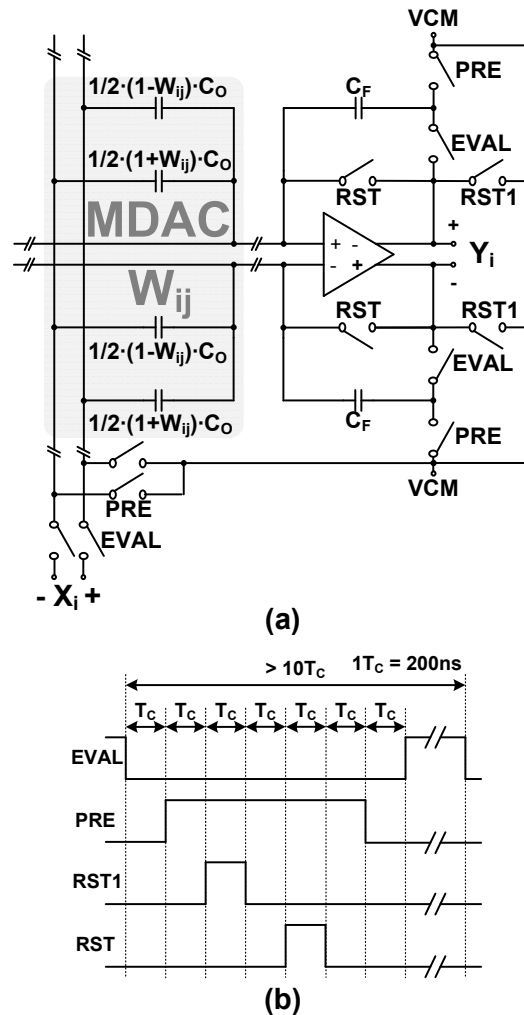 VCM
PRE
1/2·(1-Wij)·CO
CF
EVAL
1/2·(1+Wij)·CO
RST
RST1
MDAC
+ -
+
Yi
Wij
- +
-
RST
RST1
1/2·(1-Wij)·CO
EVAL
1/2·(1+Wij)·CO
CF
PRE
PRE
VCM
EVAL
- Xi +
(a)
> 10TC
1TC = 200ns
TC TC TC TC TC TC TC
EVAL
PRE
RST1
RST
(b)